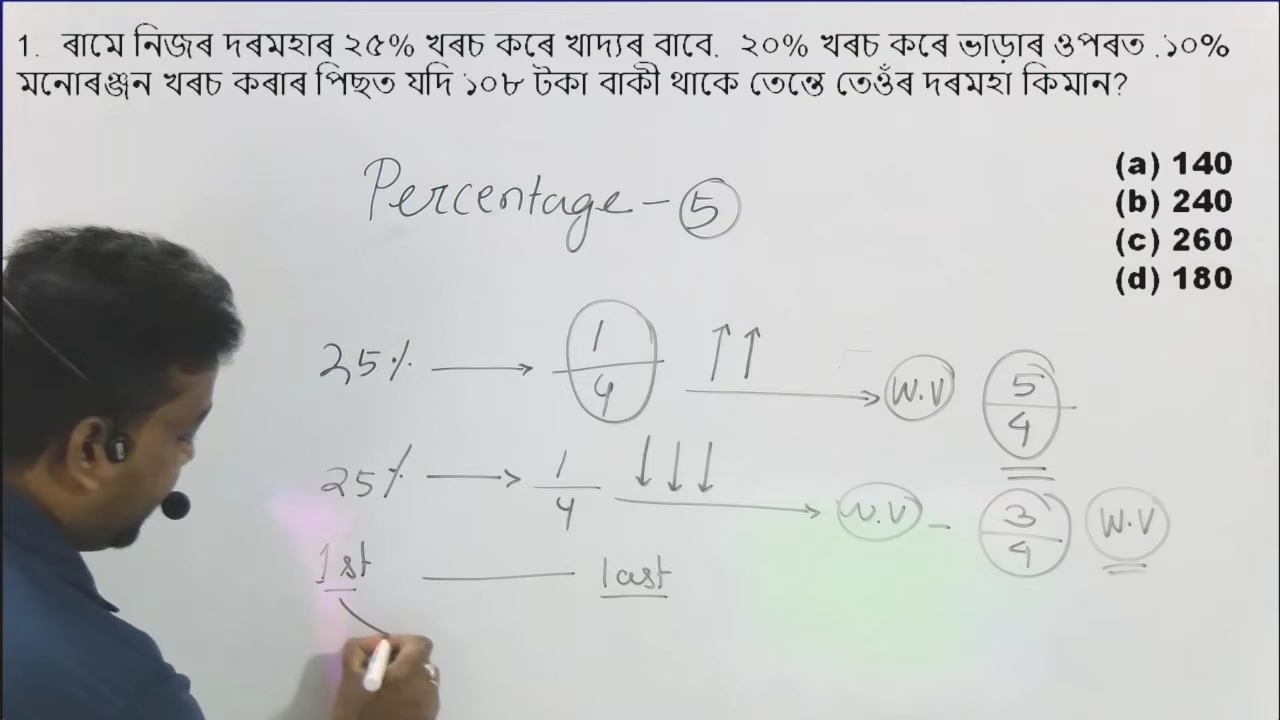 1. ৰামে নিজৰ দৰমহাৰ ২৫% খৰচ কৰে খাদ্যৰ বাবে. ২০% খৰচ কৰে ভাড়াৰ ওপৰত .১০%
মনোৰঞ্জন খৰচ কৰাৰ পিছত যদি ১০৮ টকা বাকী থাকে তেন্তে তেওঁৰ দৰমহা কিমান?
(a) 140
(b) 240
(c) 260
(d) 180
Percentage - 5
25% → 1/4 ↑↑ → W.V 5/4
25% → 1/4 ↓↓↓ → W.V - 3/4 W.V
1st — last